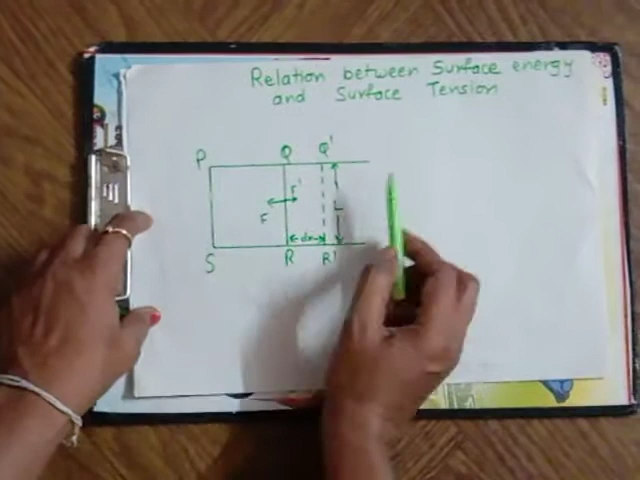 Relation between Surface energy
and Surface Tension
P Q Q'
F F' L
dx
S R R'